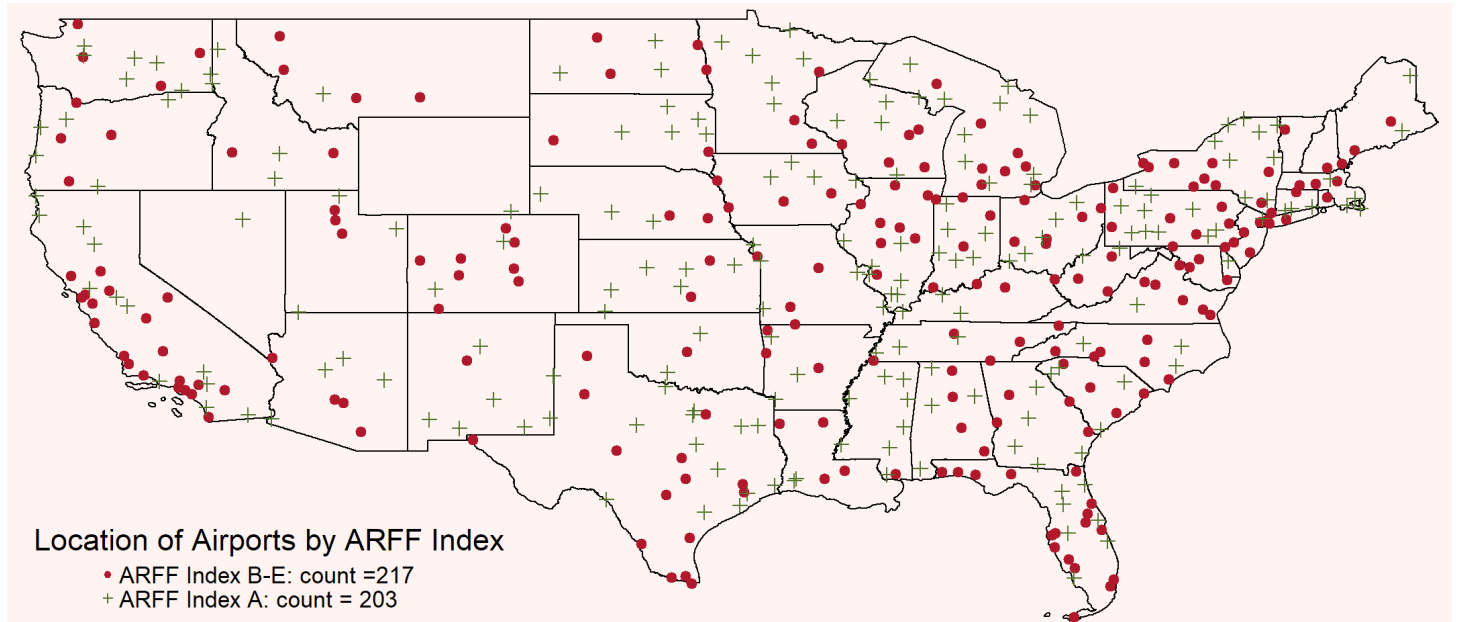 Location of Airports by ARFF Index
ARFF Index B-E: count =217
ARFF Index A: count = 203